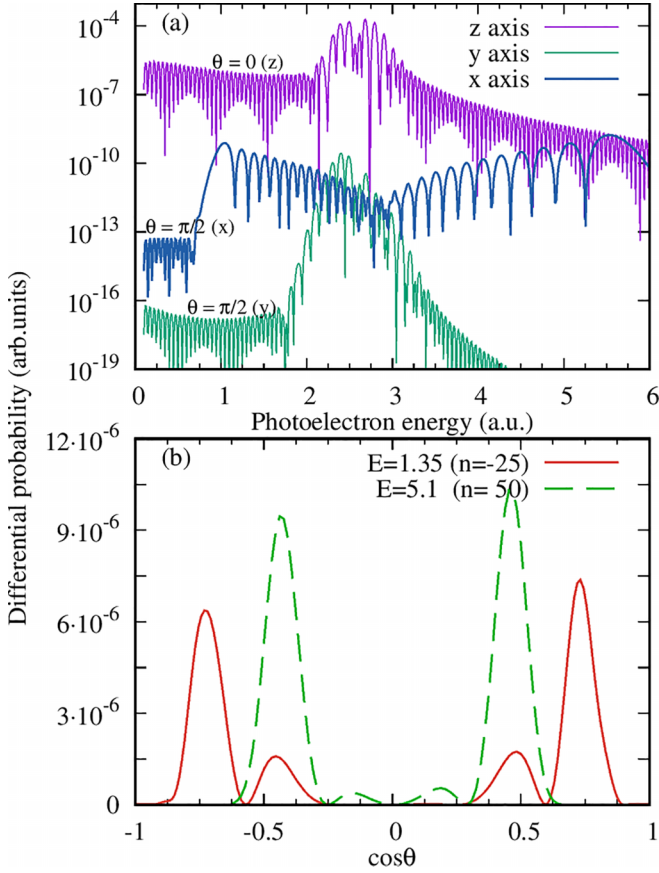 (a)
z axis
y axis
x axis
θ = 0 (z)
θ = π/2 (x)
θ = π/2 (y)
10⁻⁴
10⁻⁷
10⁻¹⁰
10⁻¹³
10⁻¹⁶
10⁻¹⁹
0 1 2 3 4 5 6
Photoelectron energy (a.u.)
Differential probability (arb.units)
(b)
E=1.35 (n=-25)
E=5.1 (n= 50)
12·10⁻⁶
9·10⁻⁶
6·10⁻⁶
3·10⁻⁶
0
-1 -0.5 0 0.5 1
cosθ